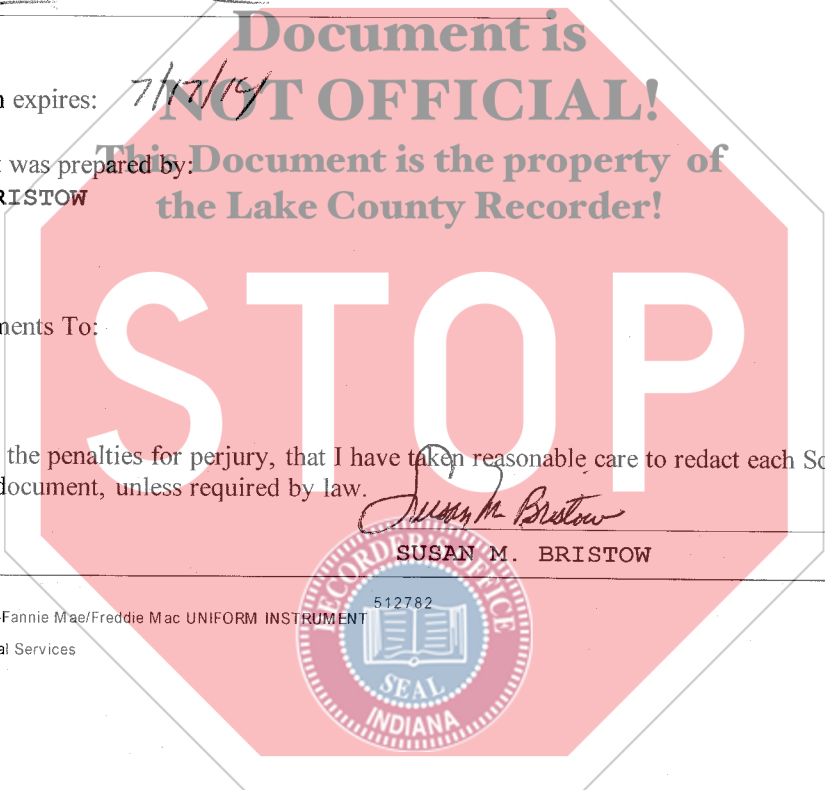 Document is
NOT OFFICIAL!
expires: 7/17/14
This Document is the property of
was prepared by:
RISTOW
the Lake County Recorder!
ments To:
STOP
the penalties for perjury, that I have taken reasonable care to redact each
document, unless required by law.
Susan M Bristow
SUSAN M. BRISTOW
512782
Fannie Mae/Freddie Mac UNIFORM INSTRUMENT
al Services
RECORDER'S OFFICE
SEAL
INDIANA